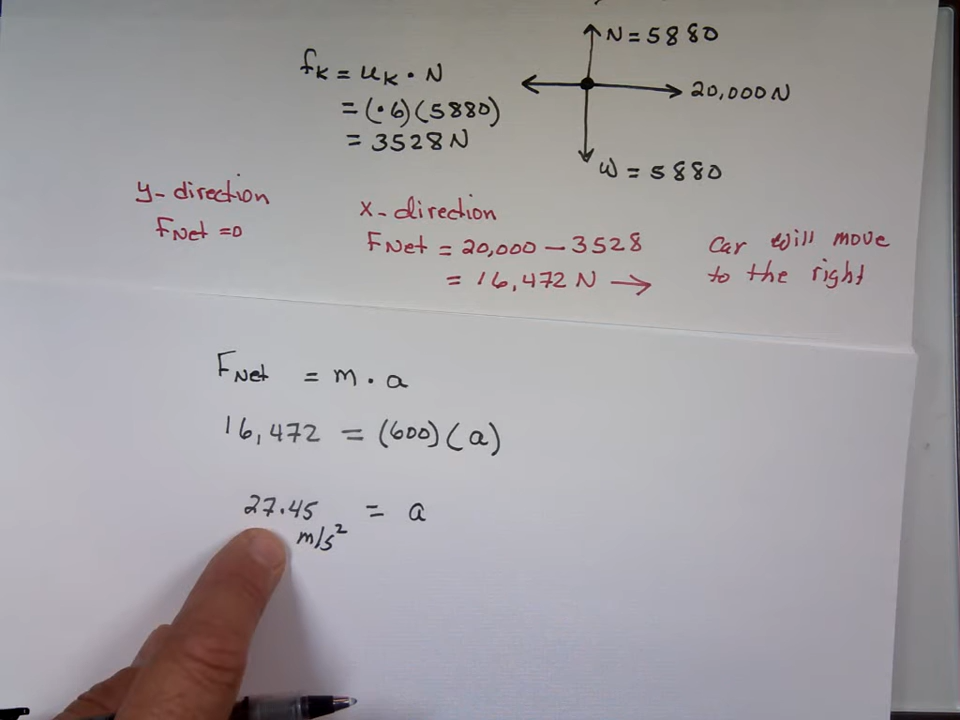 N = 5880
fK = uK · N
= (.6)(5880)
= 3528 N
20,000 N
W = 5880
y-direction
FNet = 0
x-direction
FNet = 20,000 – 3528
= 16,472 N →
Car will move
to the right
FNet = m · a
16,472 = (600)(a)
27.45 = a
m/s²